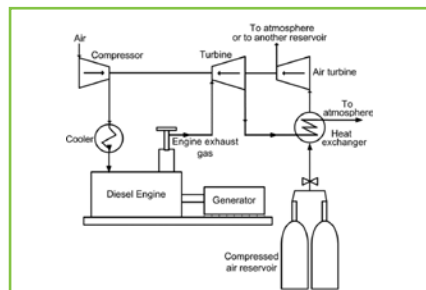 To atmosphere
or to another reservoir
Air
Compressor
Turbine
Air turbine
To
atmosphere
Cooler
Engine exhaust
gas
Heat
exchanger
Diesel Engine
Generator
Compressed
air reservoir